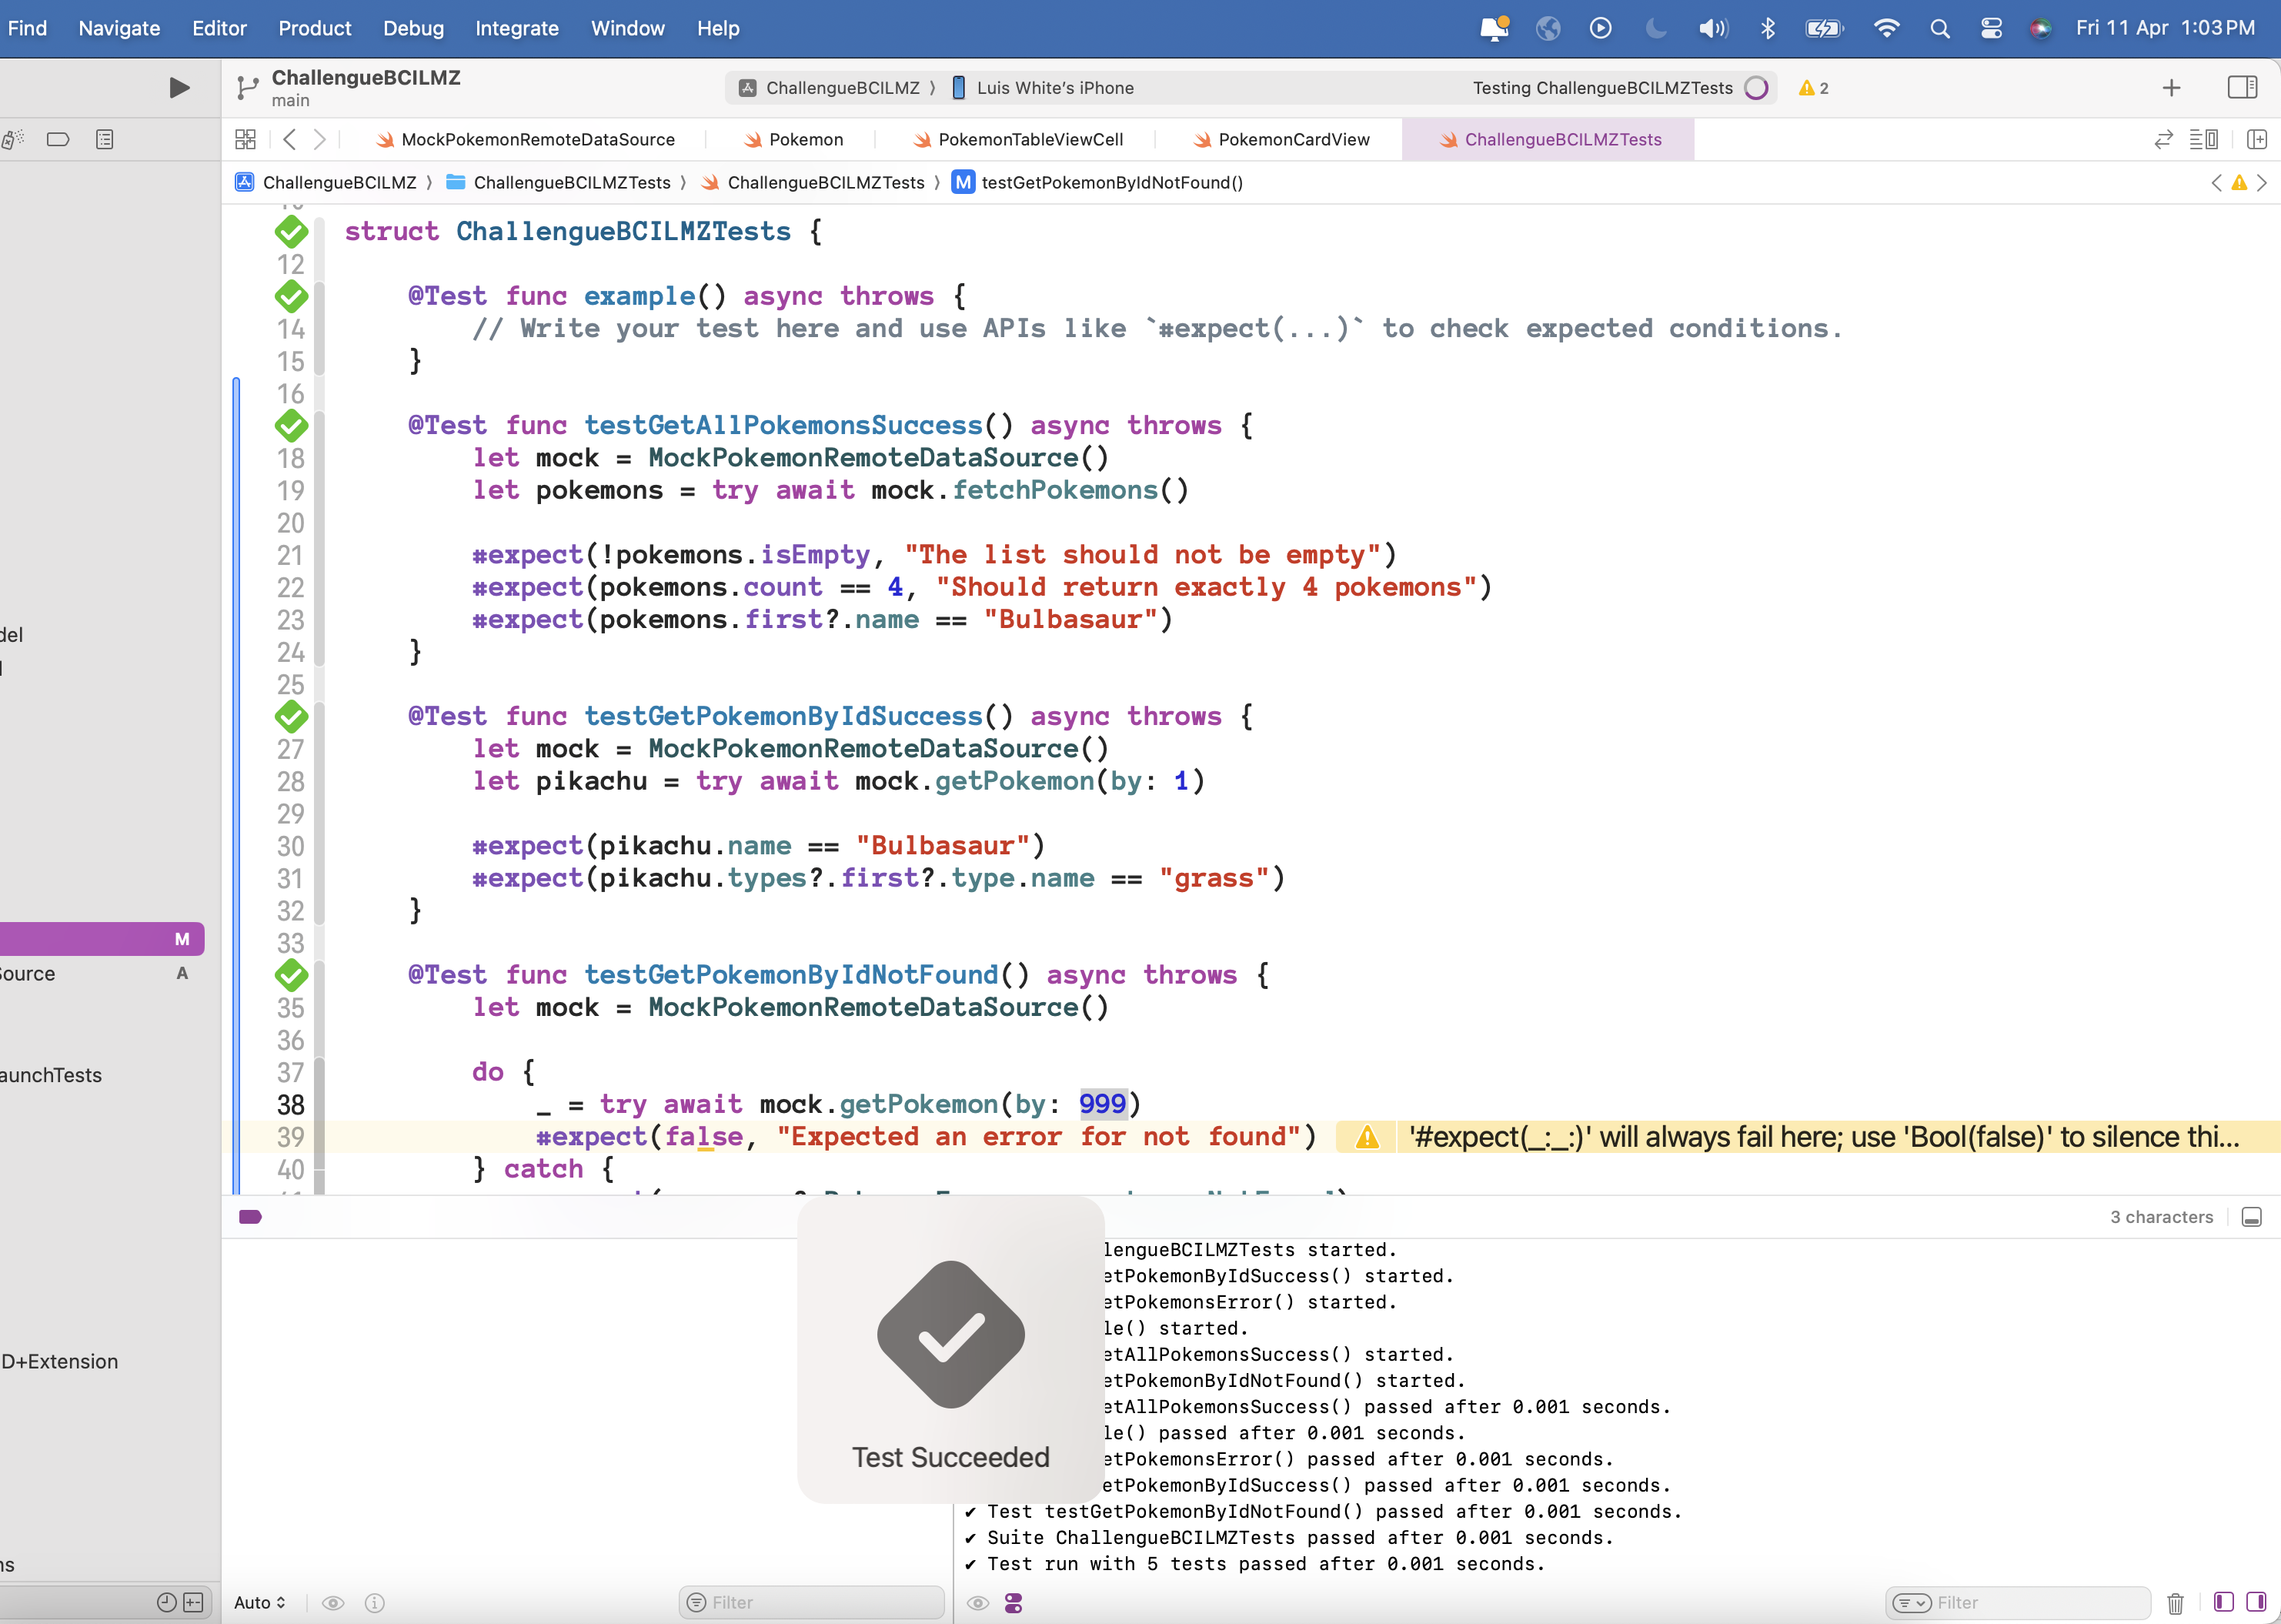 Find Navigate Editor Product Debug Integrate Window Help Fri 11 Apr 1:03 PM
ChallengueBCILMZ
main
ChallengueBCILMZ 〉 Luis White's iPhone Testing ChallengueBCILMZTests 2
MockPokemonRemoteDataSource Pokemon PokemonTableViewCell PokemonCardView ChallengueBCILMZTests
ChallengueBCILMZ 〉 ChallengueBCILMZTests 〉 ChallengueBCILMZTests 〉 M testGetPokemonByIdNotFound()
struct ChallengueBCILMZTests {
12
@Test func example() async throws {
14 // Write your test here and use APIs like `#expect(...)` to check expected conditions.
15 }
16
@Test func testGetAllPokemonsSuccess() async throws {
18 let mock = MockPokemonRemoteDataSource()
19 let pokemons = try await mock.fetchPokemons()
20
21 #expect(!pokemons.isEmpty, "The list should not be empty")
22 #expect(pokemons.count == 4, "Should return exactly 4 pokemons")
23 #expect(pokemons.first?.name == "Bulbasaur")
24 }
25
@Test func testGetPokemonByIdSuccess() async throws {
27 let mock = MockPokemonRemoteDataSource()
28 let pikachu = try await mock.getPokemon(by: 1)
29
30 #expect(pikachu.name == "Bulbasaur")
31 #expect(pikachu.types?.first?.type.name == "grass")
32 }
33
@Test func testGetPokemonByIdNotFound() async throws {
35 let mock = MockPokemonRemoteDataSource()
36
37 do {
38 _ = try await mock.getPokemon(by: 999)
39 #expect(false, "Expected an error for not found") '#expect(_:_:)' will always fail here; use 'Bool(false)' to silence thi...
40 } catch {
del
M
Source A
aunchTests
D+Extension
ns
3 characters
lengueBCILMZTests started.
etPokemonByIdSuccess() started.
etPokemonsError() started.
le() started.
etAllPokemonsSuccess() started.
etPokemonByIdNotFound() started.
etAllPokemonsSuccess() passed after 0.001 seconds.
le() passed after 0.001 seconds.
etPokemonsError() passed after 0.001 seconds.
etPokemonByIdSuccess() passed after 0.001 seconds.
✔ Test testGetPokemonByIdNotFound() passed after 0.001 seconds.
✔ Suite ChallengueBCILMZTests passed after 0.001 seconds.
✔ Test run with 5 tests passed after 0.001 seconds.
Test Succeeded
Auto Filter Filter